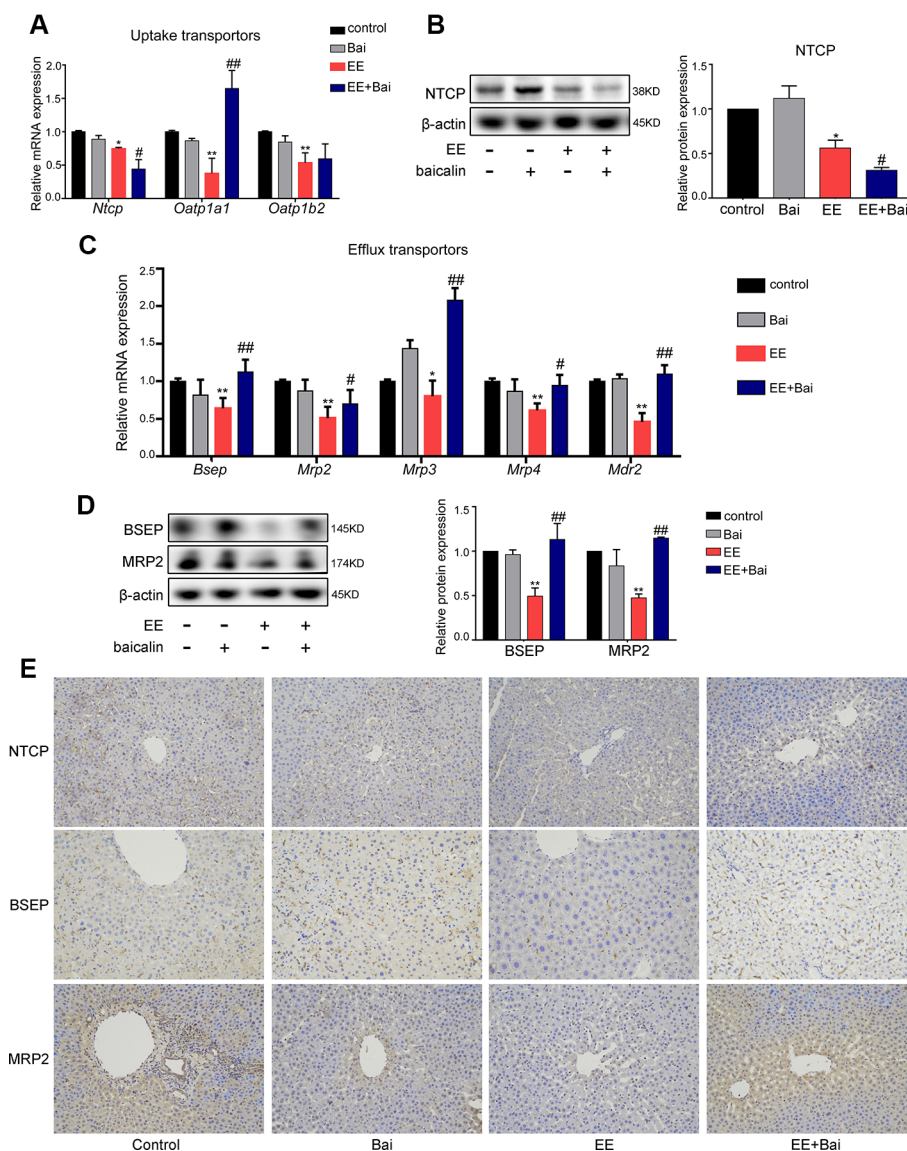 A
Uptake transportors
control
Bai
EE
EE+Bai
Relative mRNA expression
2.0
1.5
1.0
0.5
0.0
* # ** ## **
Ntcp Oatp1a1 Oatp1b2
B
NTCP 38KD
β-actin 45KD
EE - - + +
baicalin - + - +
NTCP
Relative protein expression
2.0
1.5
1.0
0.5
0.0
* #
control Bai EE EE+Bai
C
Efflux transportors
Relative mRNA expression
2.5
2.0
1.5
1.0
0.5
0.0
** ## ** # * ## ** # ** ##
Bsep Mrp2 Mrp3 Mrp4 Mdr2
control
Bai
EE
EE+Bai
D
BSEP 145KD
MRP2 174KD
β-actin 45KD
EE - - + +
baicalin - + - +
Relative protein expression
1.5
1.0
0.5
0.0
** ## ** ##
BSEP MRP2
control
Bai
EE
EE+Bai
E
NTCP
BSEP
MRP2
Control Bai EE EE+Bai